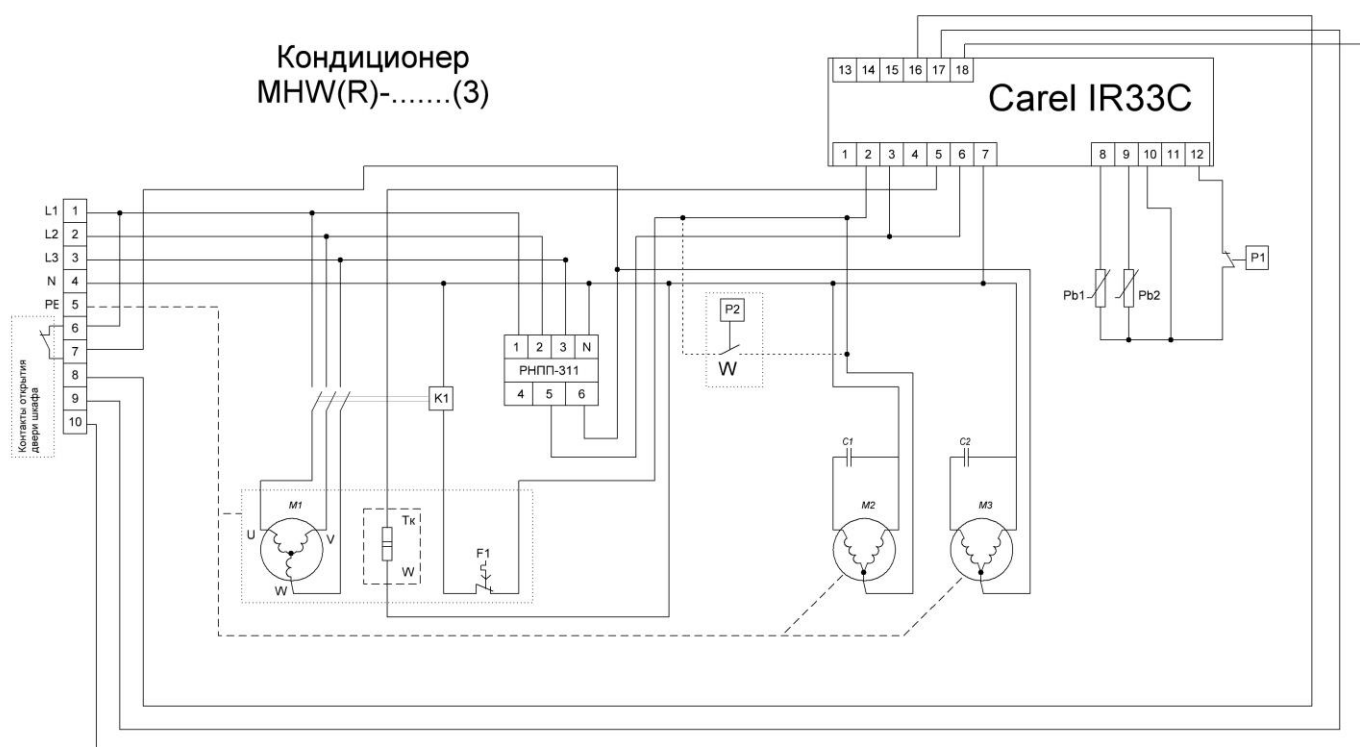 Кондиционер
MHW(R)-.......(3)
13 14 15 16 17 18
Carel IR33C
1 2 3 4 5 6 7
8 9 10 11 12
L1 1
L2 2
L3 3
N 4
PE 5
6
7
8
9
10
Контакты открытия
двери шкафа
P1
Pb1
Pb2
P2
W
1 2 3 N
РНПП-311
4 5 6
K1
C1
C2
M1
U
V
W
Тк
W
F1
M2
M3